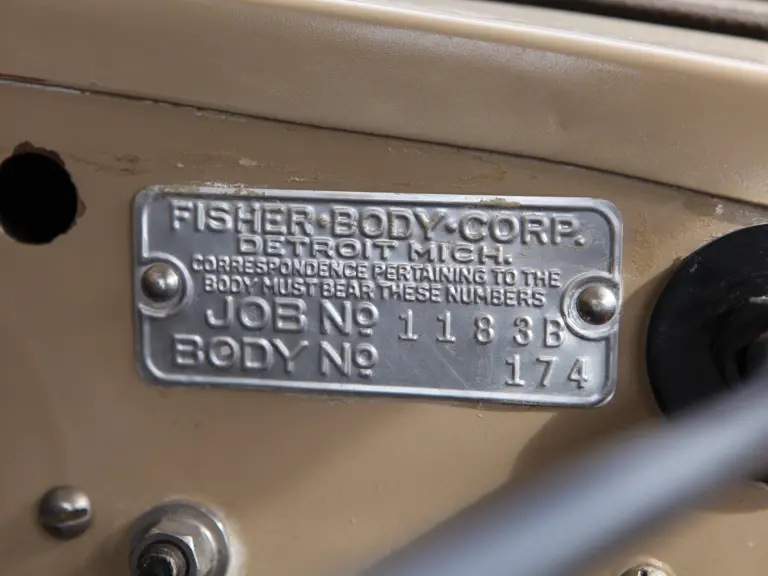 FISHER·BODY·CORP.
DETROIT MICH.
CORRESPONDENCE PERTAINING TO THE
BODY MUST BEAR THESE NUMBERS
JOB Nº 1183B
BODY Nº 174